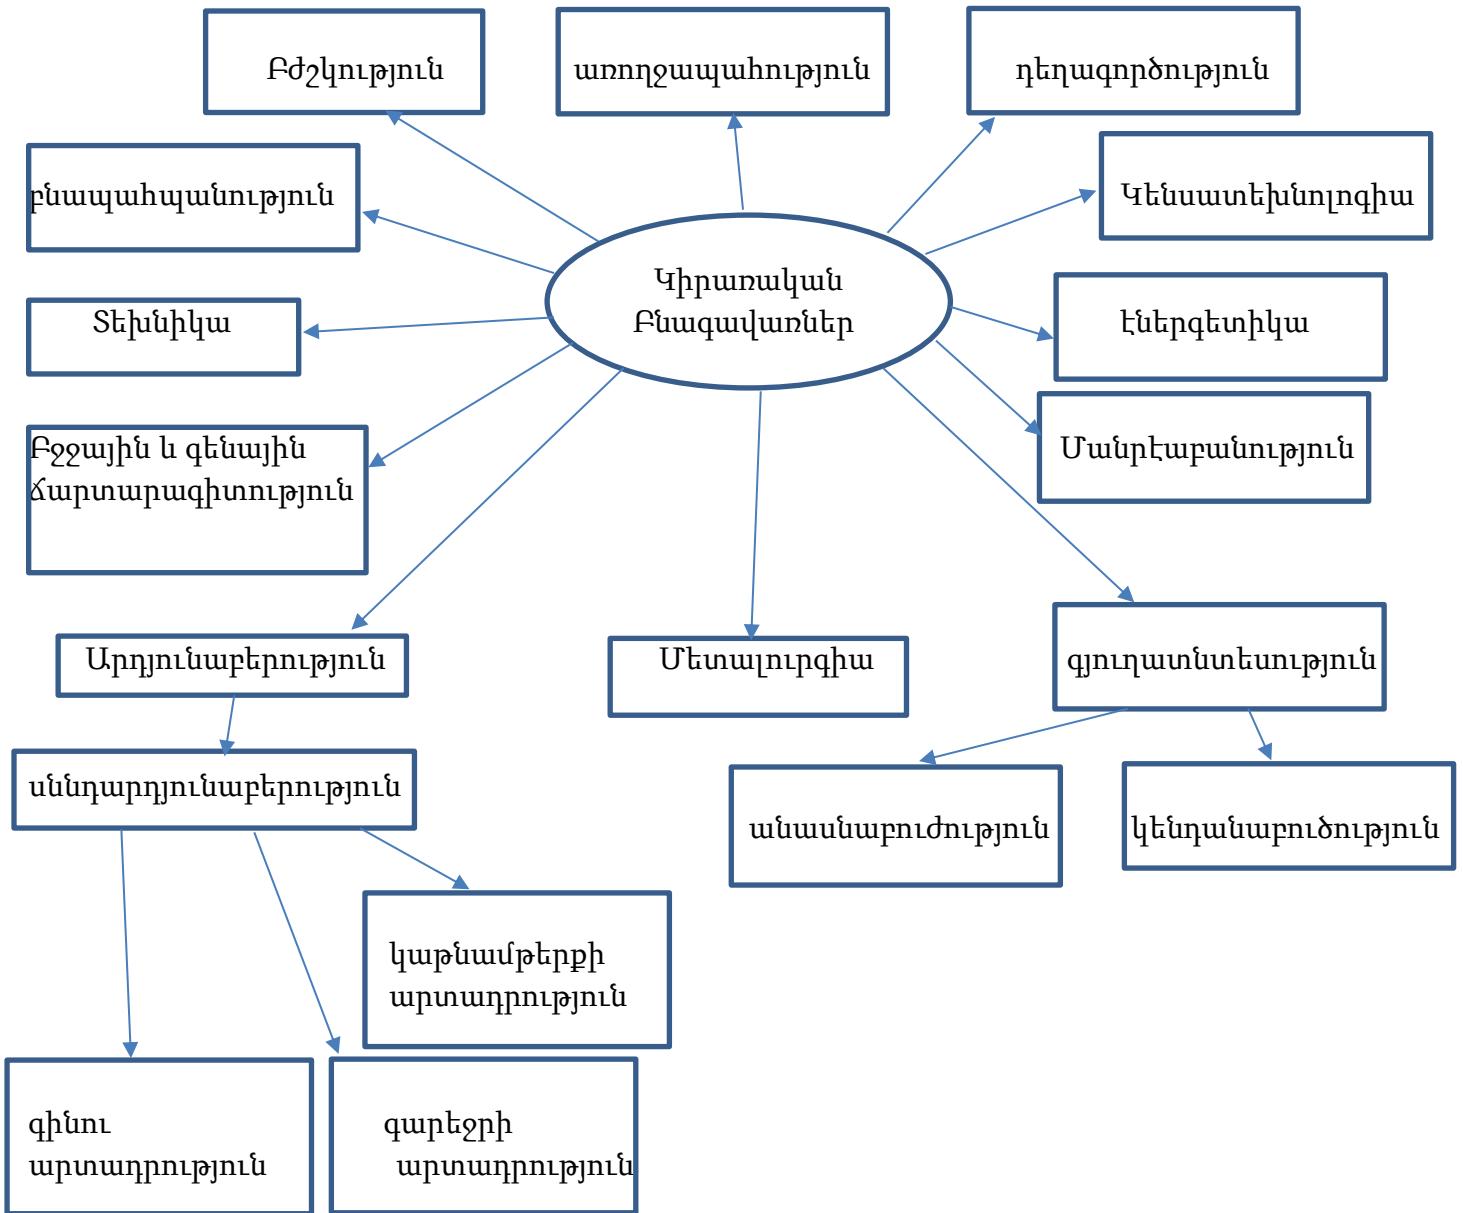 Բժշկություն
առողջապահություն
դեղագործություն
բնապահպանություն
Կենսատեխնոլոգիա
Կիրառական
Բնագավառներ
Տեխնիկա
էներգետիկա
Բջջային և գենային
ճարտարագիտություն
Մանրէաբանություն
Արդյունաբերություն
Մետալուրգիա
գյուղատնտեսություն
սննդարդյունաբերություն
անասնաբուժություն
կենդանաբուծություն
կաթնամթերքի
արտադրություն
գինու
արտադրություն
գարեջրի
արտադրություն